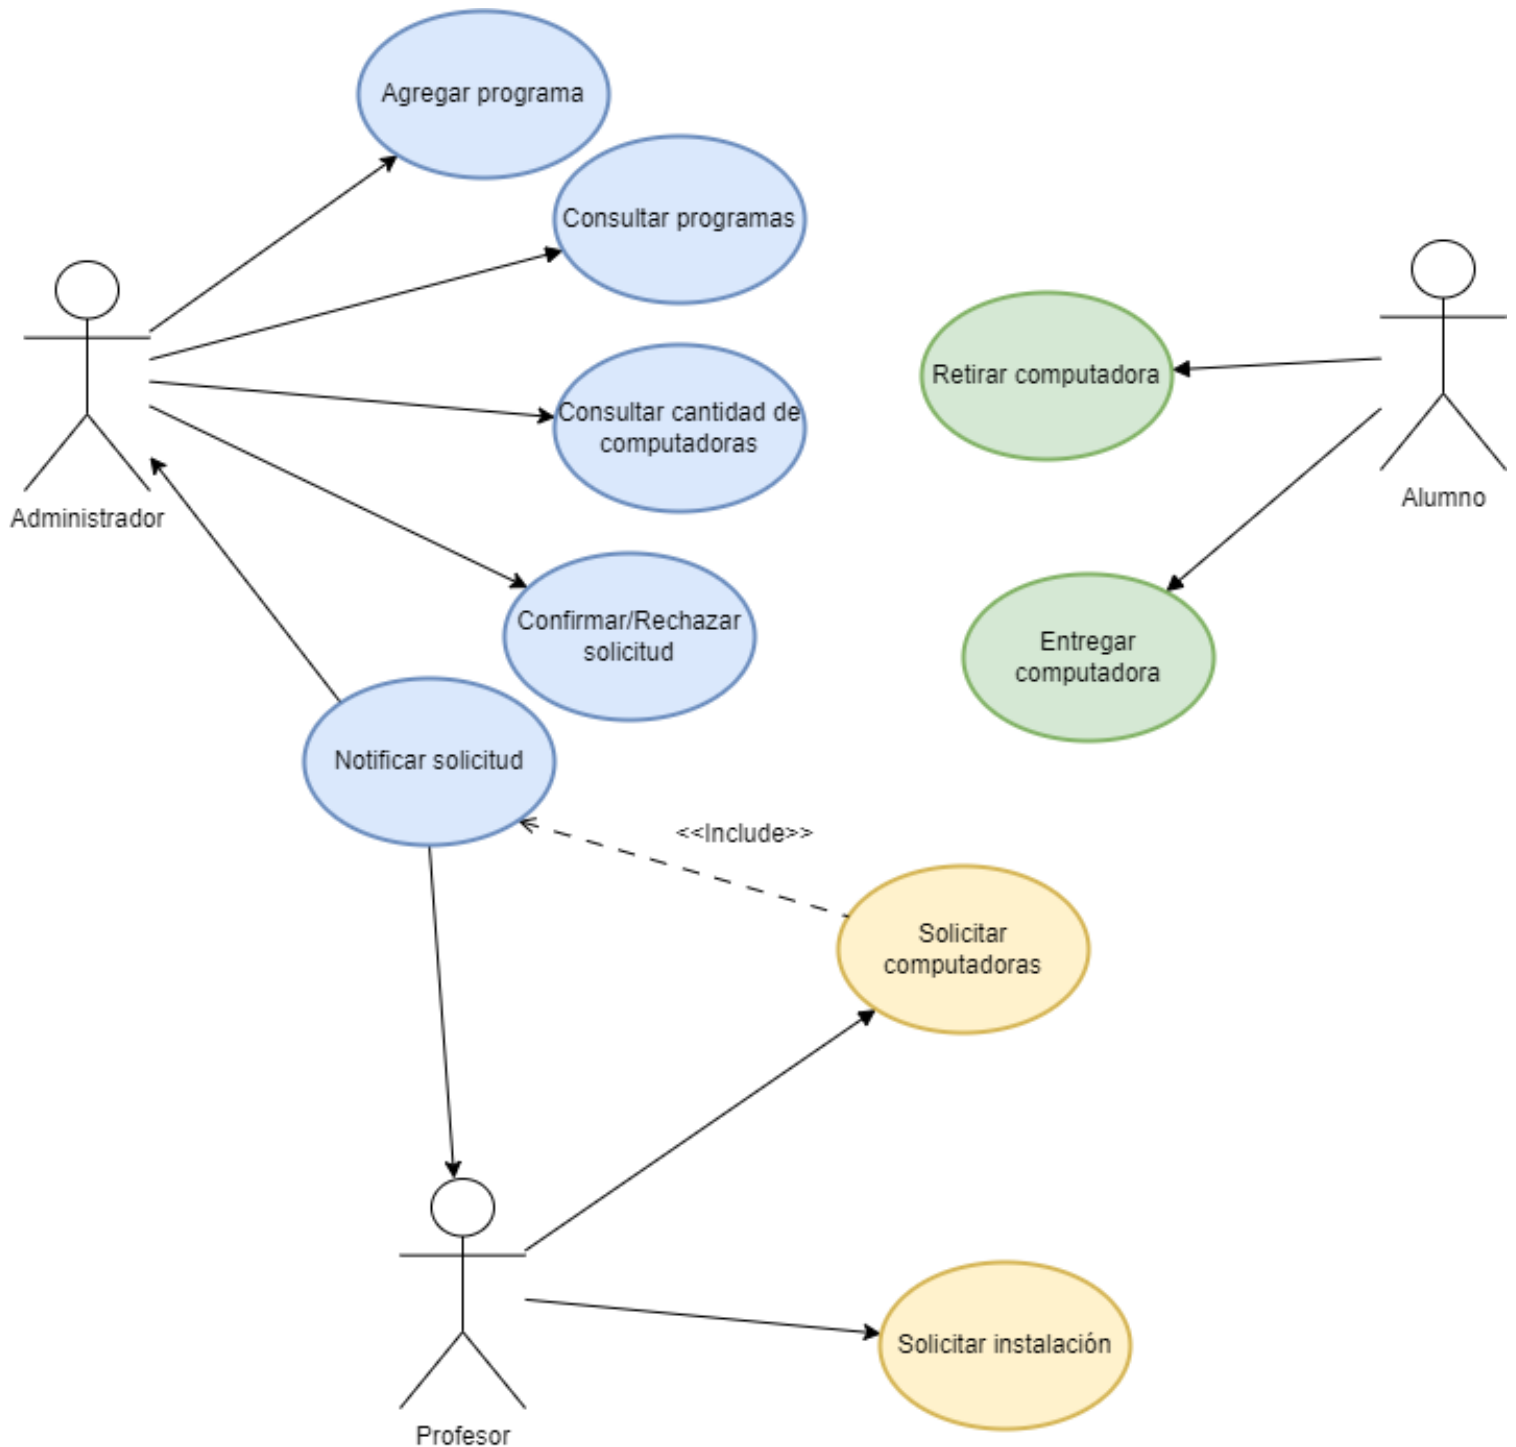 Agregar programa
Consultar programas
Retirar computadora
Consultar cantidad de
computadoras
Alumno
Administrador
Confirmar/Rechazar
solicitud
Entregar
computadora
Notificar solicitud
<<Include>>
Solicitar
computadoras
Solicitar instalación
Profesor